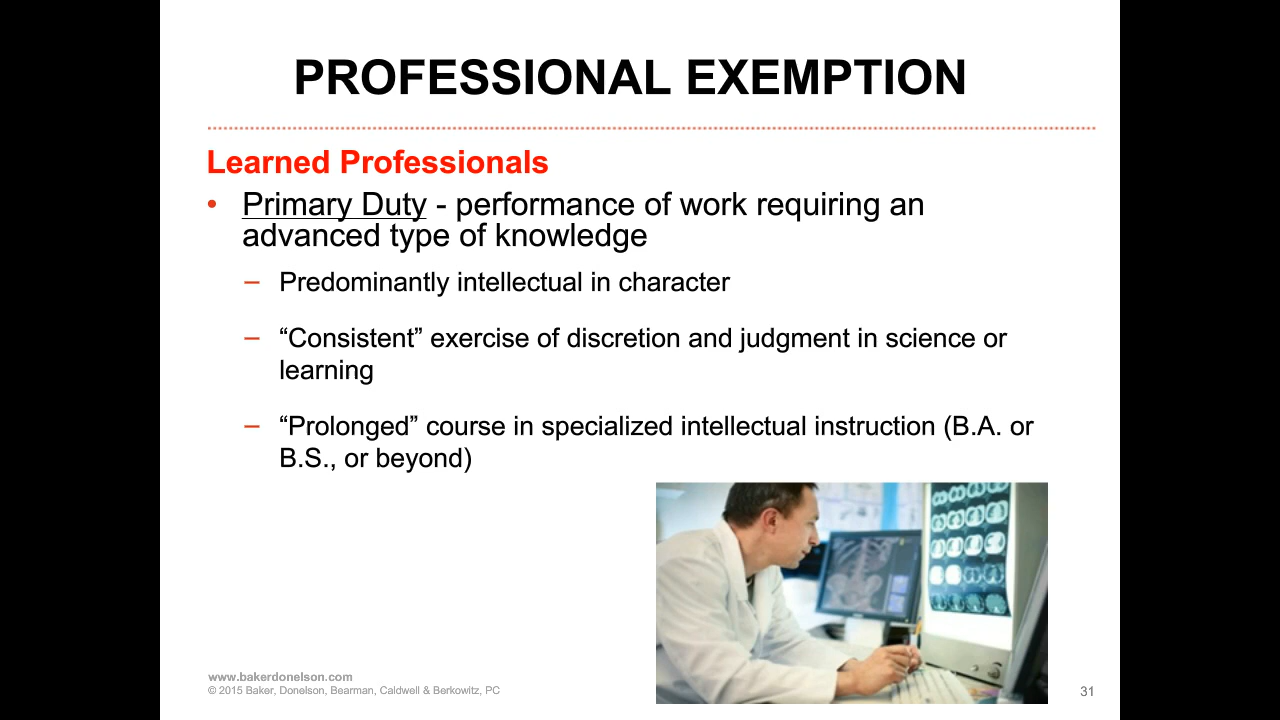 PROFESSIONAL EXEMPTION
Learned Professionals
• Primary Duty - performance of work requiring an
advanced type of knowledge
– Predominantly intellectual in character
– “Consistent” exercise of discretion and judgment in science or
learning
– “Prolonged” course in specialized intellectual instruction (B.A. or
B.S., or beyond)
www.bakerdonelson.com
© 2015 Baker, Donelson, Bearman, Caldwell & Berkowitz, PC
31